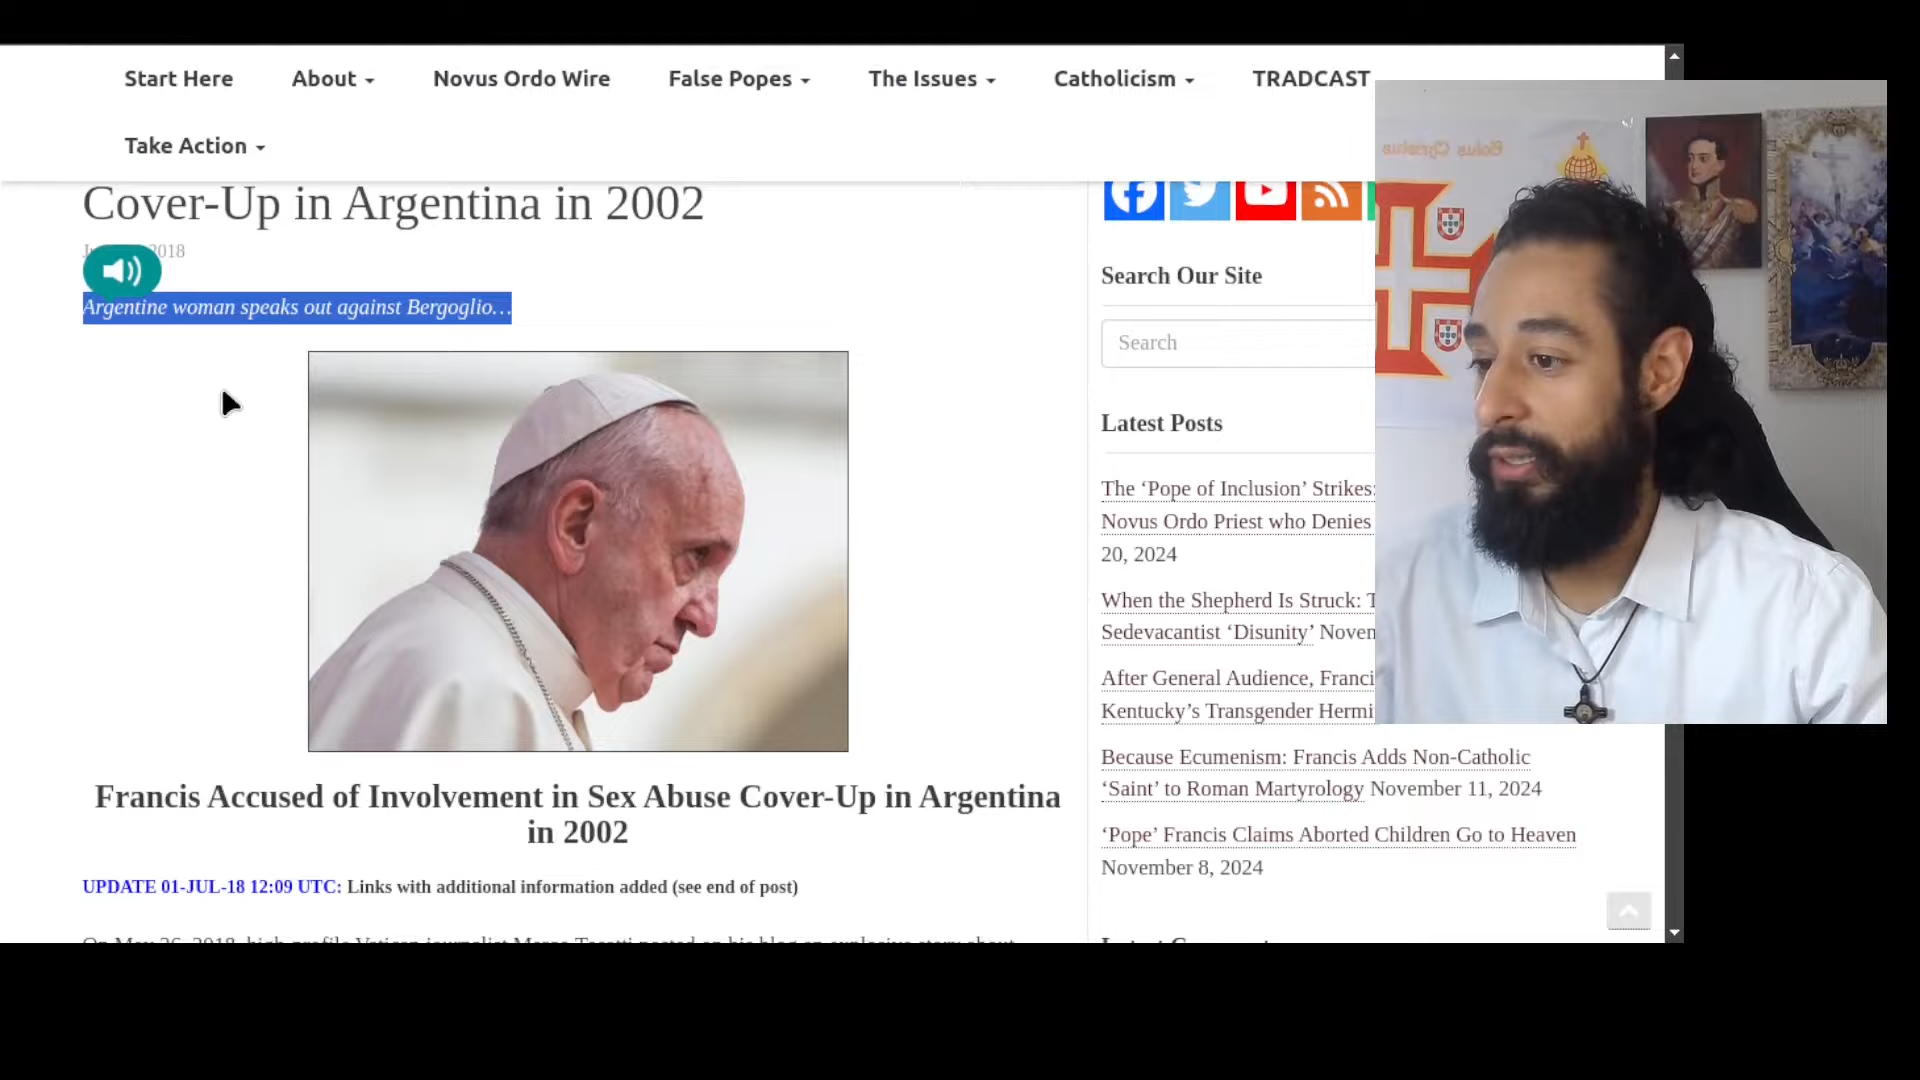 Start Here
About
Novus Ordo Wire
False Popes
The Issues
Catholicism
TRADCAST
Take Action
Cover-Up in Argentina in 2002
2018
Argentine woman speaks out against Bergoglio…
Francis Accused of Involvement in Sex Abuse Cover-Up in Argentina
in 2002
UPDATE 01-JUL-18 12:09 UTC: Links with additional information added (see end of post)
Search Our Site
Search
Latest Posts
The ‘Pope of Inclusion’ Strikes:
Novus Ordo Priest who Denies
20, 2024
When the Shepherd Is Struck:
Sedevacantist ‘Disunity’
After General Audience,
Kentucky’s Transgender
Because Ecumenism: Francis Adds Non-Catholic
‘Saint’ to Roman Martyrology November 11, 2024
‘Pope’ Francis Claims Aborted Children Go to Heaven
November 8, 2024